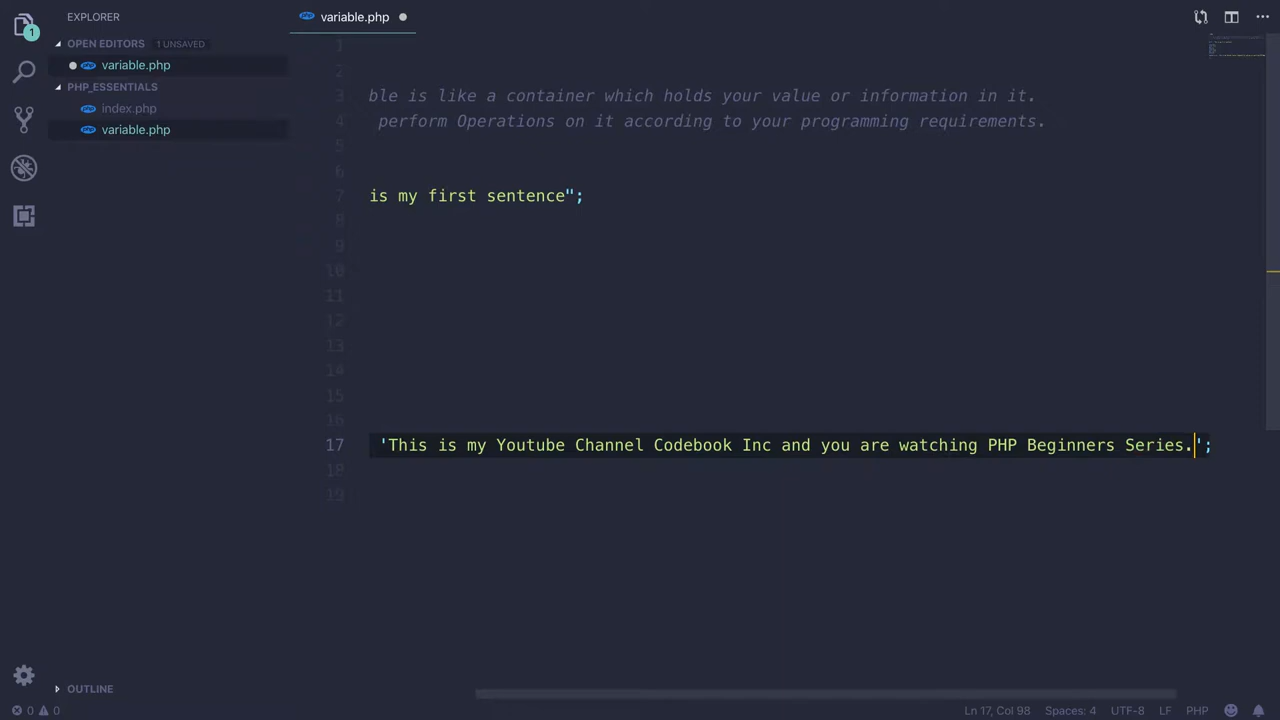 EXPLORER
variable.php
OPEN EDITORS 1 UNSAVED
variable.php
PHP_ESSENTIALS
index.php
variable.php
1
2
3 ble is like a container which holds your value or information in it.
4 perform Operations on it according to your programming requirements.
5
6
7 is my first sentence";
8
9
10
11
12
13
14
15
16
17 'This is my Youtube Channel Codebook Inc and you are watching PHP Beginners Series.';
18
19
1
OUTLINE
0 0 Ln 17, Col 98 Spaces: 4 UTF-8 LF PHP